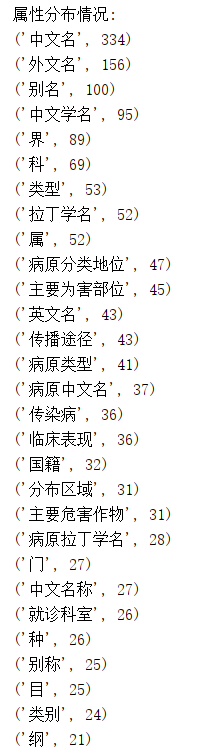 属性分布情况:
('中文名', 334)
('外文名', 156)
('别名', 100)
('中文学名', 95)
('界', 89)
('科', 69)
('类型', 53)
('拉丁学名', 52)
('属', 52)
('病原分类地位', 47)
('主要为害部位', 45)
('英文名', 43)
('传播途径', 43)
('病原类型', 41)
('病原中文名', 37)
('传染病', 36)
('临床表现', 36)
('国籍', 32)
('分布区域', 31)
('主要危害作物', 31)
('病原拉丁学名', 28)
('门', 27)
('中文名称', 27)
('就诊科室', 26)
('种', 26)
('别称', 25)
('目', 25)
('类别', 24)
('纲', 21)